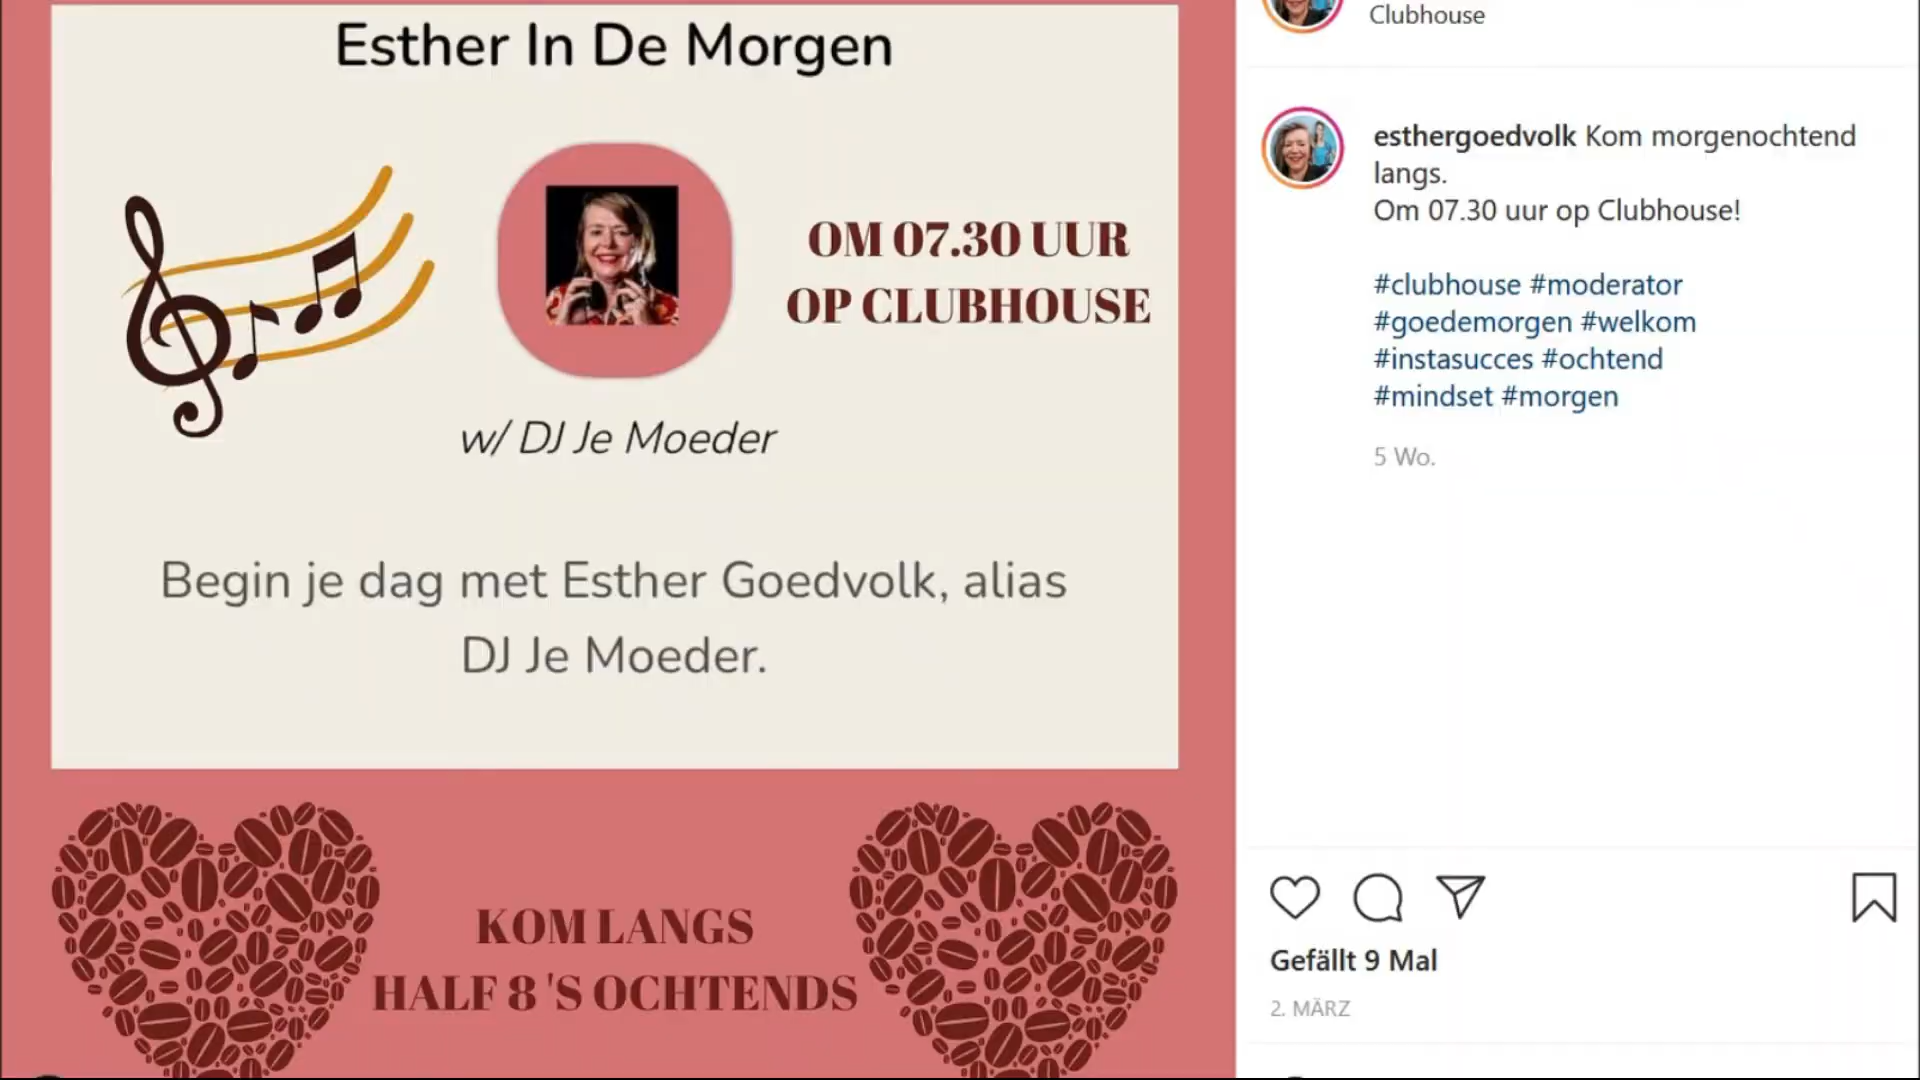 Esther In De Morgen
OM 07.30 UUR
OP CLUBHOUSE
w/ DJ Je Moeder
Begin je dag met Esther Goedvolk, alias
DJ Je Moeder.
KOM LANGS
HALF 8 'S OCHTENDS
Clubhouse
esthergoedvolk Kom morgenochtend
langs.
Om 07.30 uur op Clubhouse!
#clubhouse #moderator
#goedemorgen #welkom
#instasucces #ochtend
#mindset #morgen
5 Wo.
Gefällt 9 Mal
2. MÄRZ